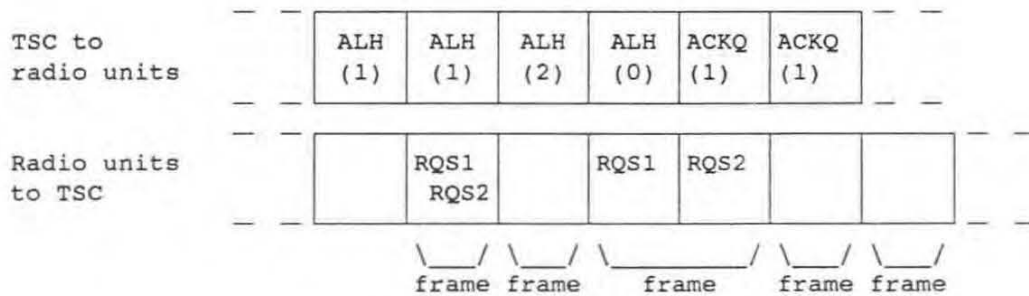 TSC to
radio units
ALH ALH ALH ALH ACKQ ACKQ
(1) (1) (2) (0) (1) (1)
Radio units
to TSC
RQS1 RQS1 RQS2
RQS2
frame frame frame frame frame